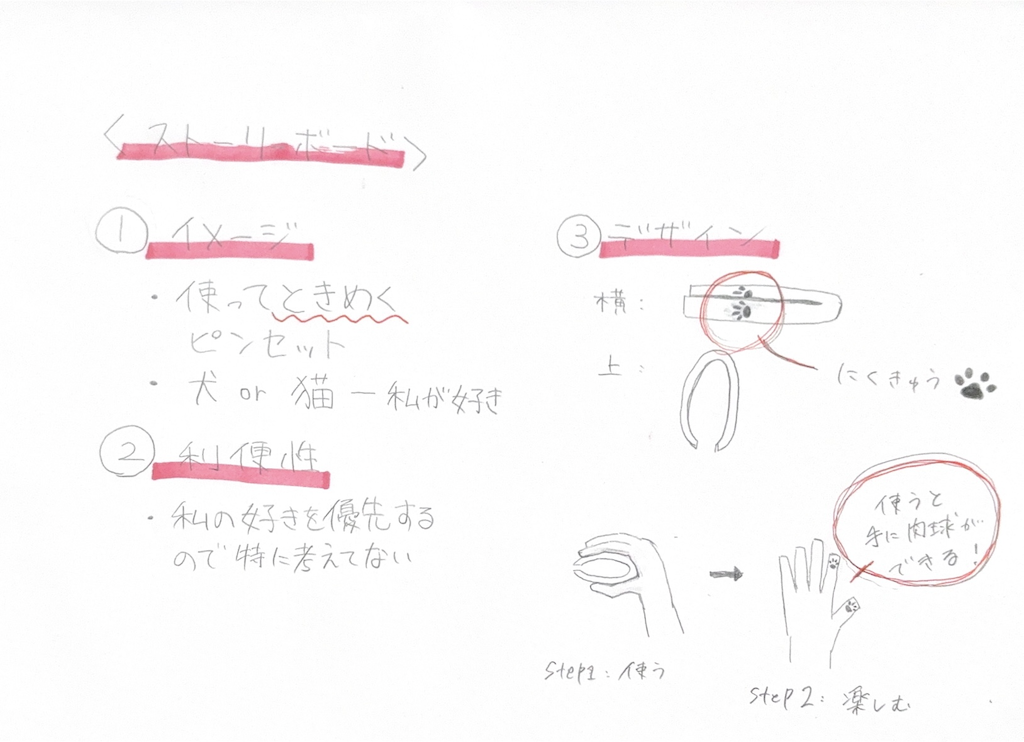 〈ストーリーボード〉
① イメージ
・使ってときめく
ピンセット
・犬 or 猫 ー 私が好き
② 利便性
・私の好きを優先する
ので特に考えてない
③ デザイン
横:
上:
にくきゅう
使うと
手に肉球が
できる!
Step1: 使う
Step2: 楽しむ